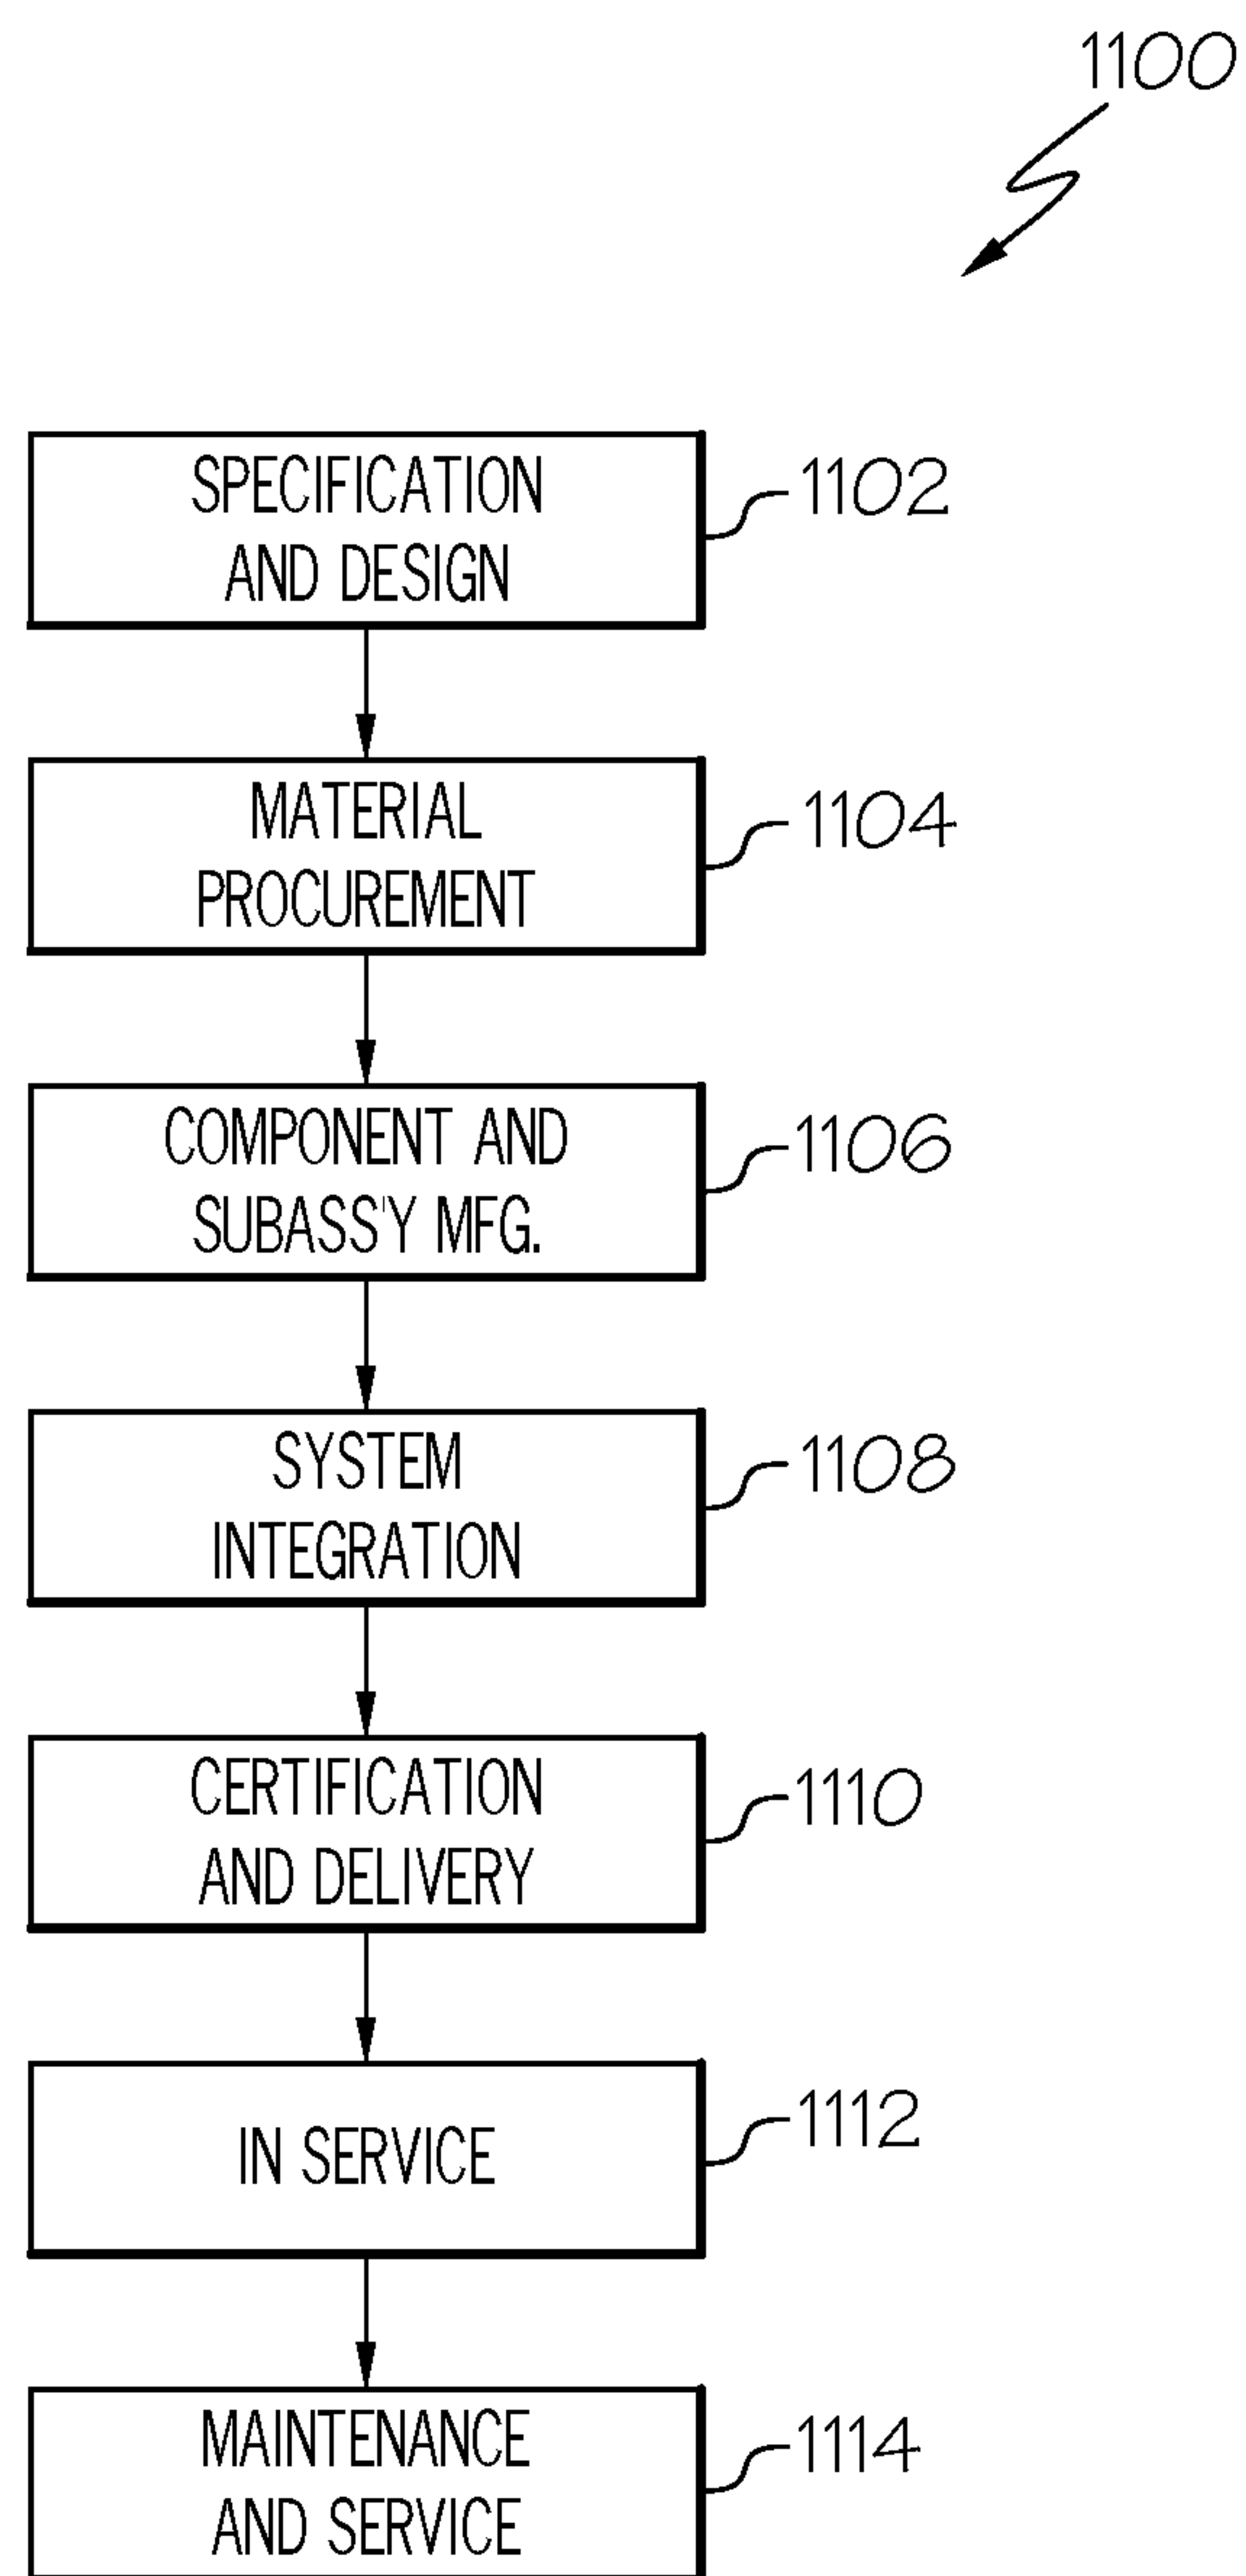 1100
SPECIFICATION
AND DESIGN
1102
MATERIAL
PROCUREMENT
1104
COMPONENT AND
SUBASS'Y MFG.
1106
SYSTEM
INTEGRATION
1108
CERTIFICATION
AND DELIVERY
1110
IN SERVICE
1112
MAINTENANCE
AND SERVICE
1114